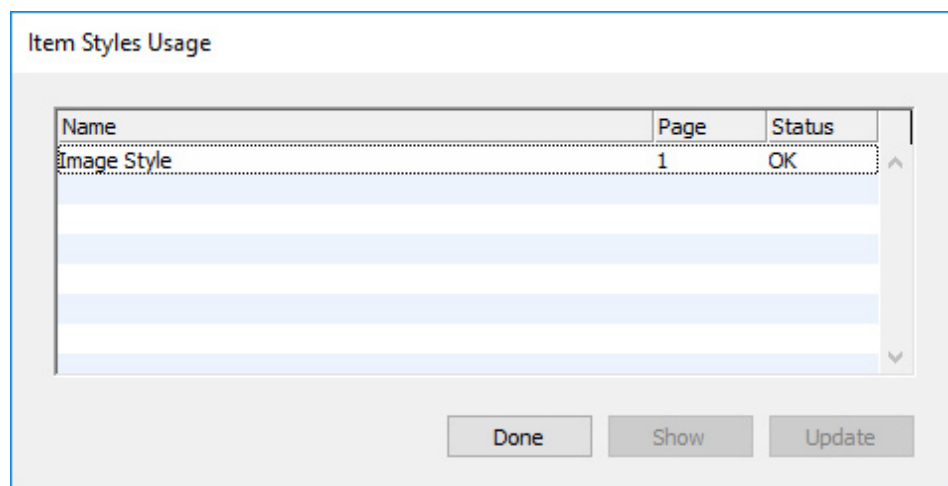 Item Styles Usage
Name Page Status
Image Style 1 OK
Done Show Update